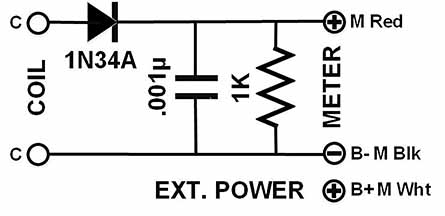 C
M Red
1N34A
COIL
.001µ
1K
METER
C
B- M Blk
EXT. POWER
B+M Wht